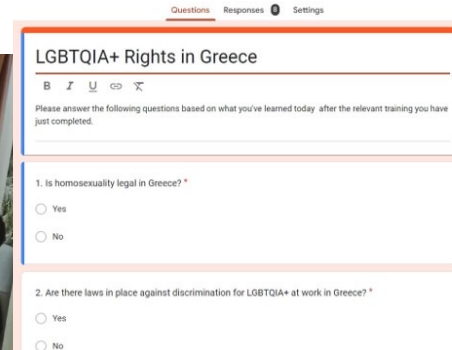 Questions Responses 8 Settings
LGBTQIA+ Rights in Greece
B I U
Please answer the following questions based on what you've learned today after the relevant training you have
just completed.
1. Is homosexuality legal in Greece? *
Yes
No
2. Are there laws in place against discrimination for LGBTQIA+ at work in Greece? *
Yes
No